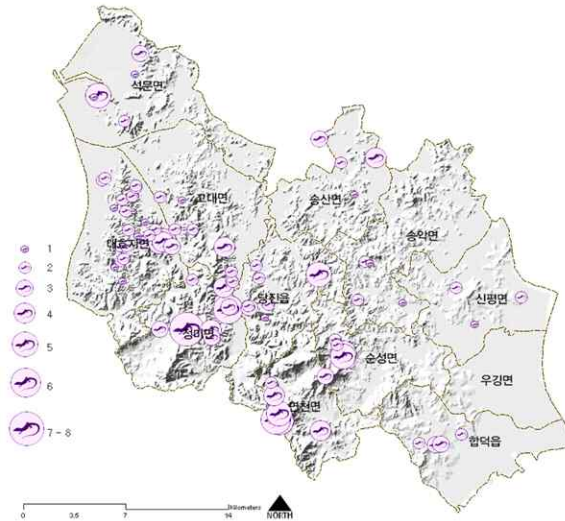 석문면
고대면
송산면
송악면
대호지면
당진읍
신평면
정미면
순성면
우강면
면천면
합덕읍
1
2
3
4
5
6
7 - 8
Kilometers
0 3.5 7 14
NORTH